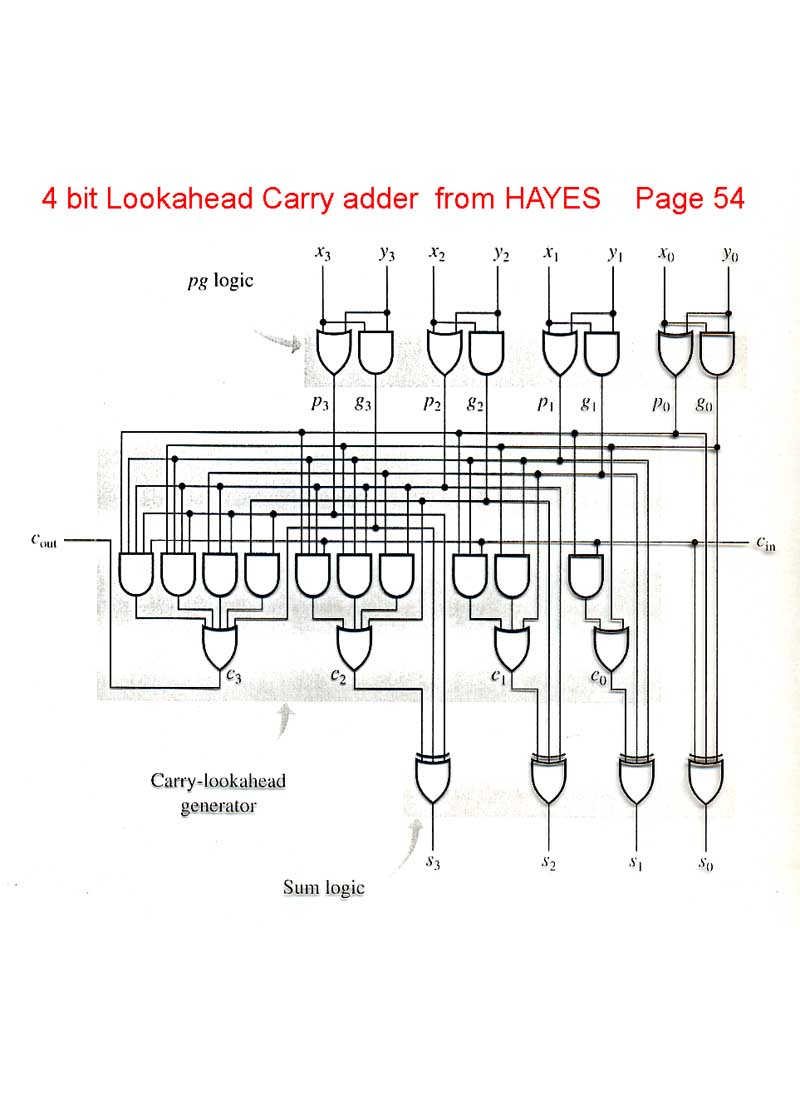 4 bit Lookahead Carry adder from HAYES Page 54
x3 y3 x2 y2 x1 y1 x0 y0
pg logic
p3 g3 p2 g2 p1 g1 p0 g0
cout cin
c3 c2 c1 c0
Carry-lookahead
generator
s3 s2 s1 s0
Sum logic